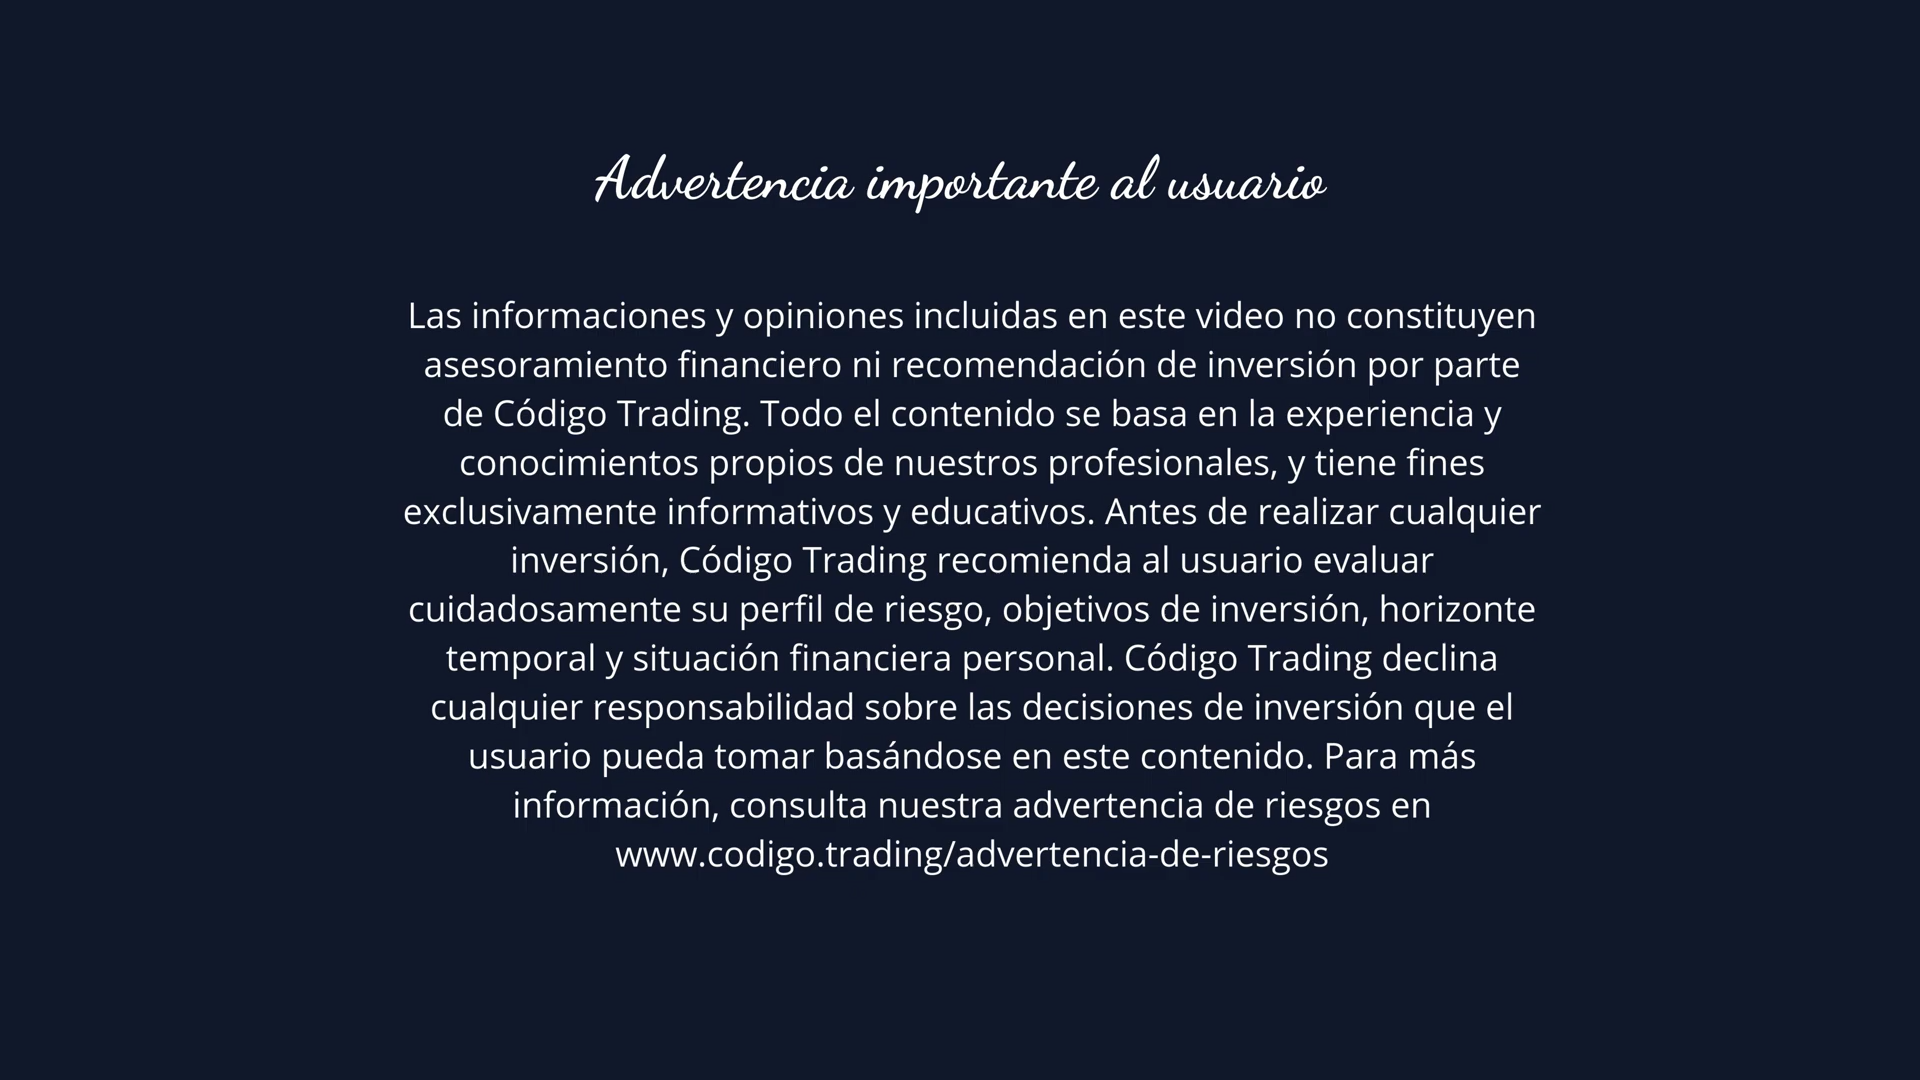 Advertencia importante al usuario
Las informaciones y opiniones incluidas en este video no constituyen
asesoramiento financiero ni recomendación de inversión por parte
de Código Trading. Todo el contenido se basa en la experiencia y
conocimientos propios de nuestros profesionales, y tiene fines
exclusivamente informativos y educativos. Antes de realizar cualquier
inversión, Código Trading recomienda al usuario evaluar
cuidadosamente su perfil de riesgo, objetivos de inversión, horizonte
temporal y situación financiera personal. Código Trading declina
cualquier responsabilidad sobre las decisiones de inversión que el
usuario pueda tomar basándose en este contenido. Para más
información, consulta nuestra advertencia de riesgos en
www.codigo.trading/advertencia-de-riesgos